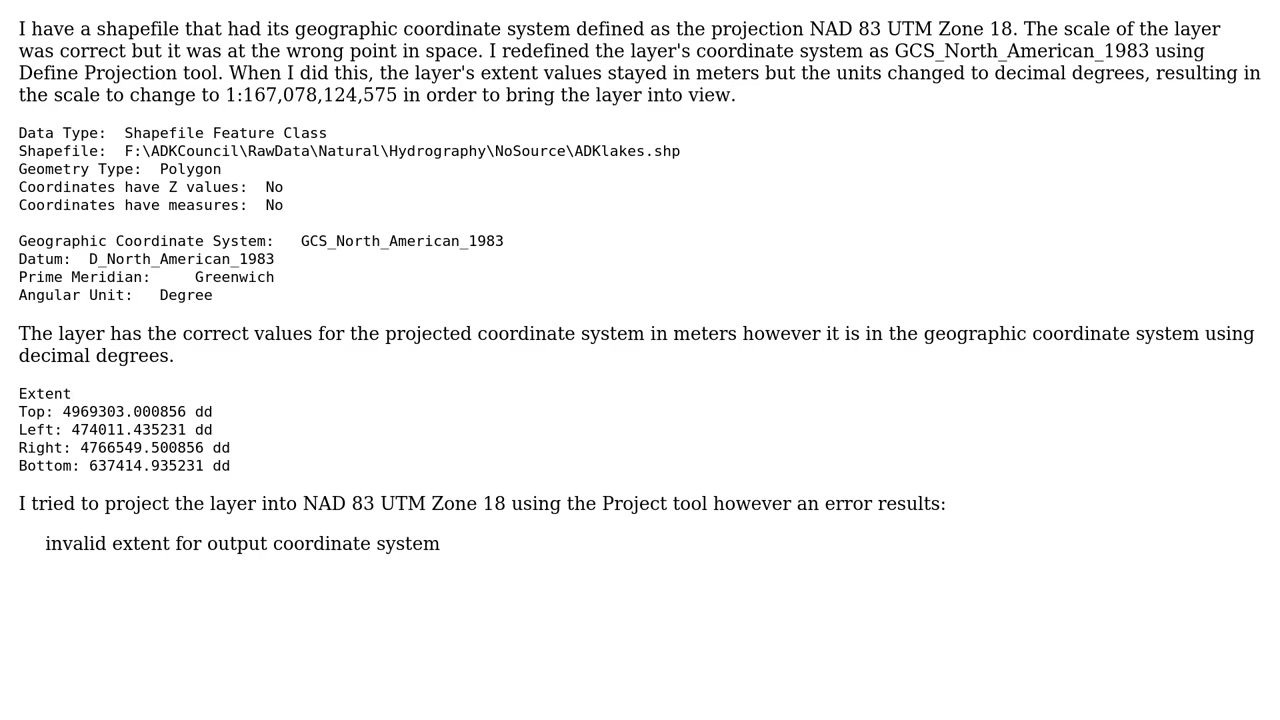 I have a shapefile that had its geographic coordinate system defined as the projection NAD 83 UTM Zone 18. The scale of the layer
was correct but it was at the wrong point in space. I redefined the layer's coordinate system as GCS_North_American_1983 using
Define Projection tool. When I did this, the layer's extent values stayed in meters but the units changed to decimal degrees, resulting in
the scale to change to 1:167,078,124,575 in order to bring the layer into view.
Data Type:  Shapefile Feature Class
Shapefile:  F:\ADKCouncil\RawData\Natural\Hydrography\NoSource\ADKlakes.shp
Geometry Type:  Polygon
Coordinates have Z values:  No
Coordinates have measures:  No
Geographic Coordinate System:   GCS_North_American_1983
Datum:  D_North_American_1983
Prime Meridian:     Greenwich
Angular Unit:   Degree
The layer has the correct values for the projected coordinate system in meters however it is in the geographic coordinate system using
decimal degrees.
Extent
Top: 4969303.000856 dd
Left: 474011.435231 dd
Right: 4766549.500856 dd
Bottom: 637414.935231 dd
I tried to project the layer into NAD 83 UTM Zone 18 using the Project tool however an error results:
invalid extent for output coordinate system